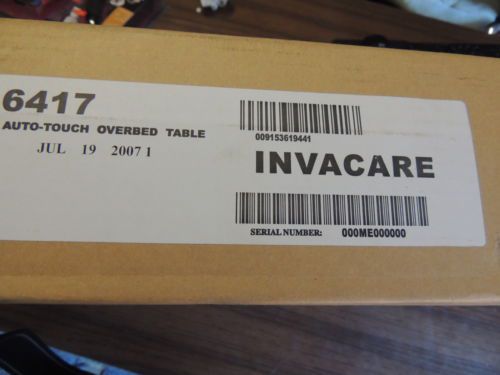 6417
AUTO-TOUCH OVERBED TABLE
JUL 19 2007 1
009153619441
INVACARE
SERIAL NUMBER: 000ME000000